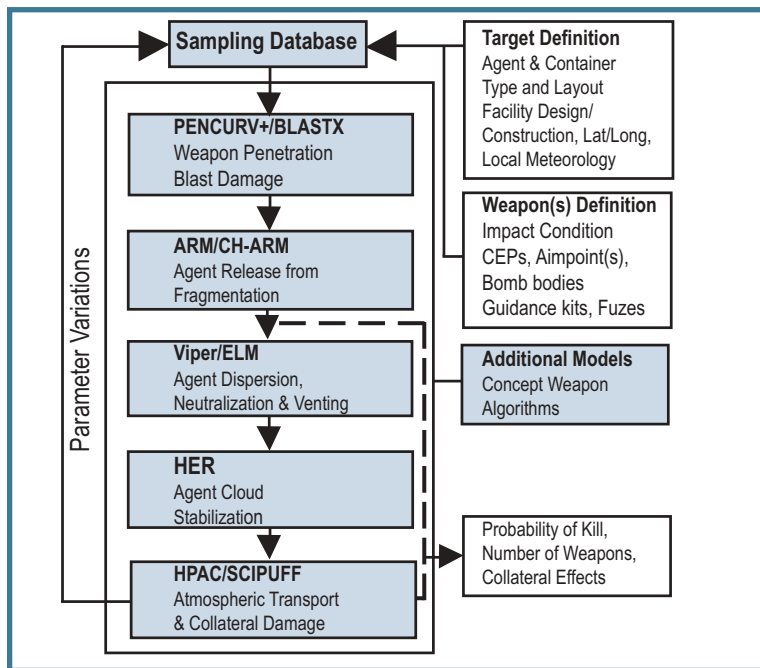 Sampling Database
Target Definition
Agent & Container
Type and Layout
Facility Design/
Construction, Lat/Long,
Local Meteorology
PENCURV+/BLASTX
Weapon Penetration
Blast Damage
Weapon(s) Definition
Impact Condition
CEPs, Aimpoint(s),
Bomb bodies
Guidance kits, Fuzes
ARM/CH-ARM
Agent Release from
Fragmentation
Parameter Variations
Viper/ELM
Agent Dispersion,
Neutralization & Venting
Additional Models
Concept Weapon
Algorithms
HER
Agent Cloud
Stabilization
Probability of Kill,
Number of Weapons,
Collateral Effects
HPAC/SCIPUFF
Atmospheric Transport
& Collateral Damage